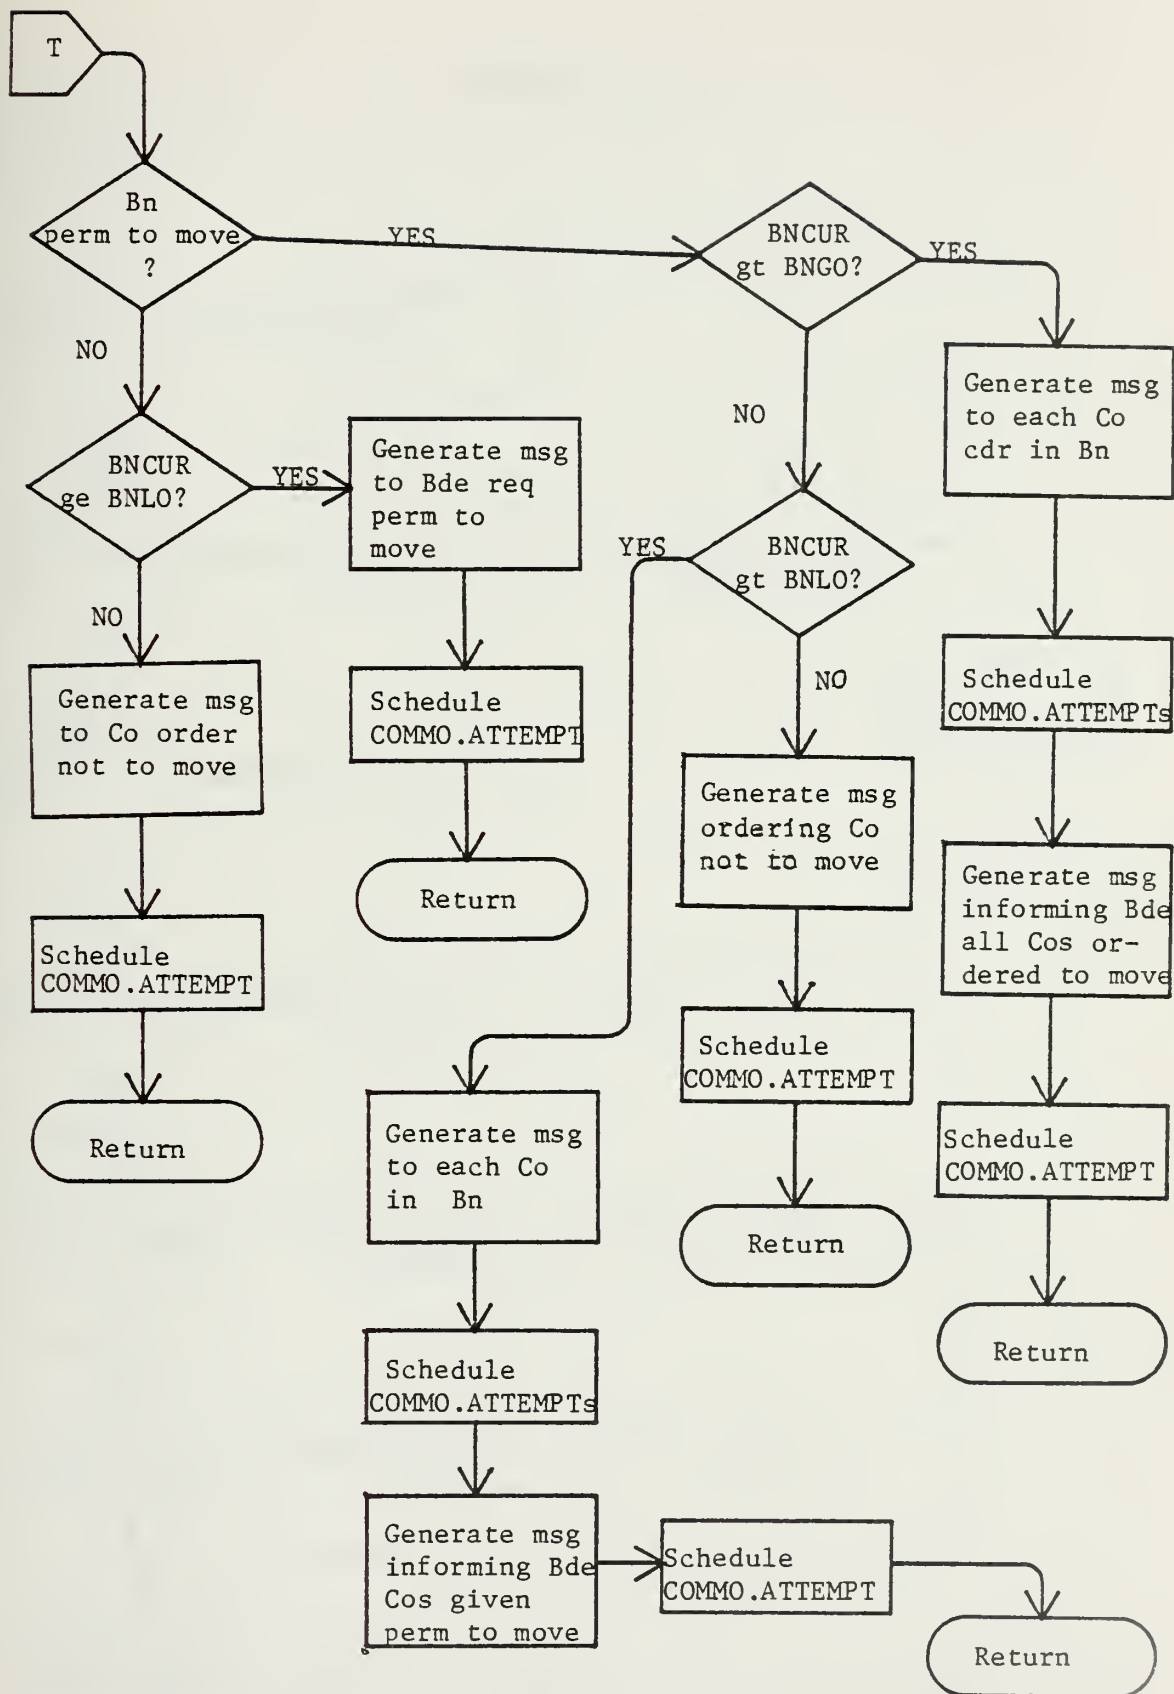 T
Bn
perm to move
?
YES
NO
BNCUR
gt BNGO?
YES
NO
BNCUR
ge BNLO?
YES
NO
Generate msg
to Bde req
perm to
move
Schedule
COMMO.ATTEMPT
Return
Generate msg
to Co order
not to move
Schedule
COMMO.ATTEMPT
Return
BNCUR
gt BNLO?
YES
NO
Generate msg
ordering Co
not to move
Schedule
COMMO.ATTEMPT
Return
Generate msg
to each Co
cdr in Bn
Schedule
COMMO.ATTEMPTs
Generate msg
informing Bde
all Cos or-
dered to move
Schedule
COMMO.ATTEMPT
Return
Generate msg
to each Co
in Bn
Schedule
COMMO.ATTEMPTs
Generate msg
informing Bde
Cos given
perm to move
Schedule
COMMO.ATTEMPT
Return